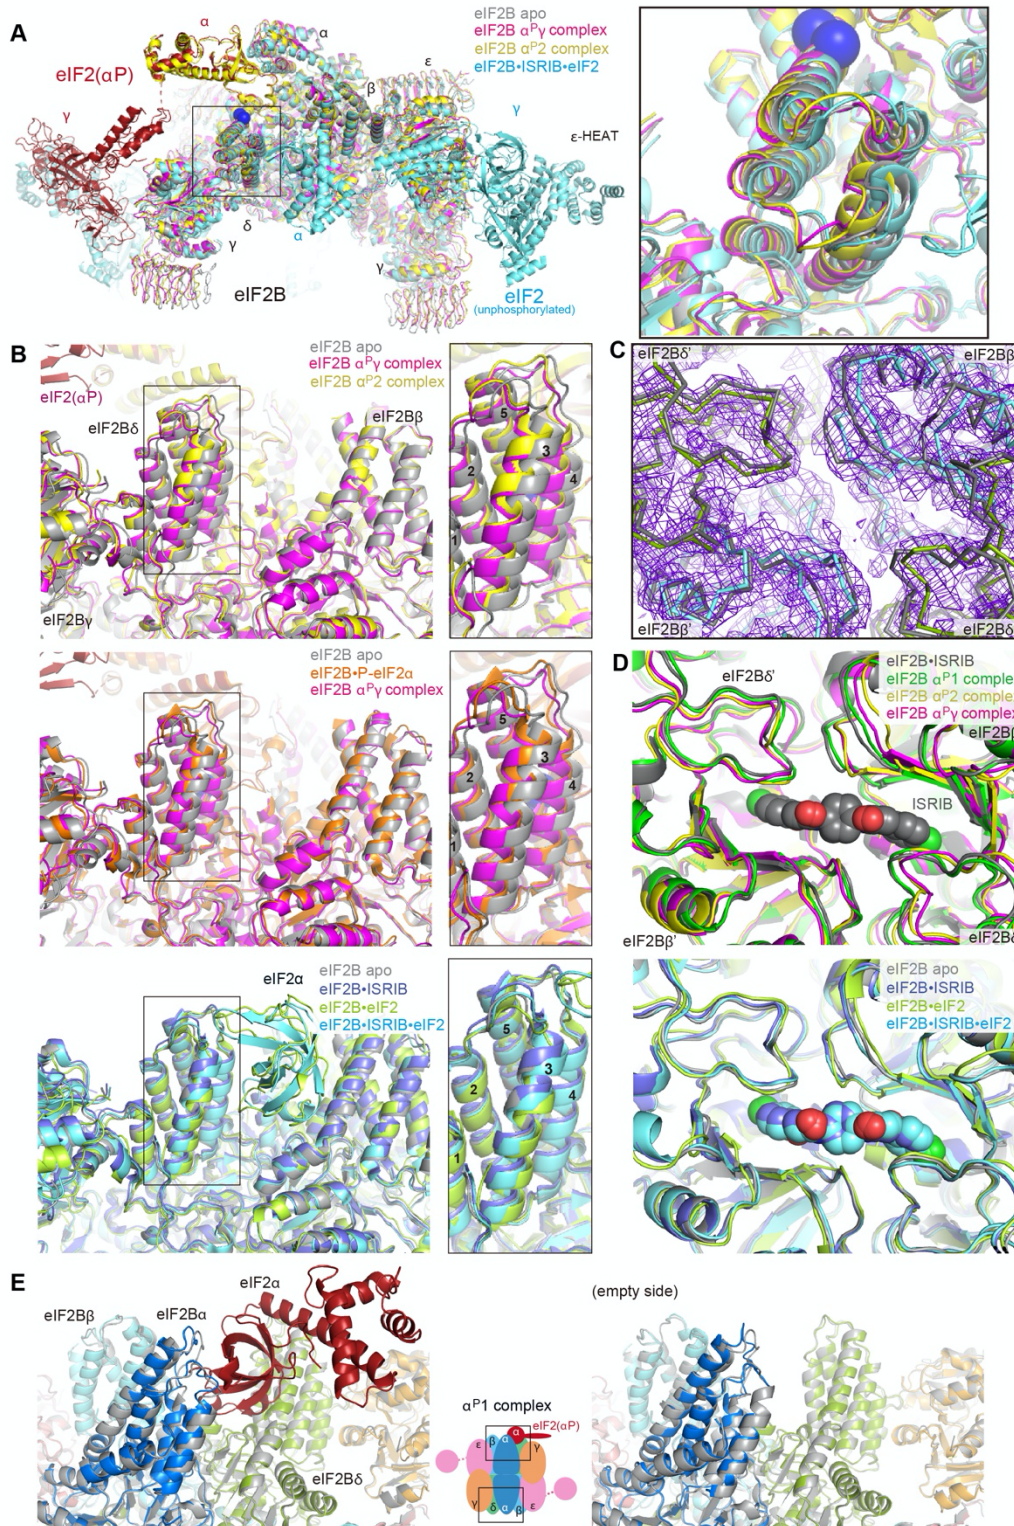 A
α
eIF2(αP)
γ
α
β
ε
γ
ε-HEAT
δ
α
γ
γ
eIF2B
eIF2
(unphosphorylated)
eIF2B apo
eIF2B αᴾγ complex
eIF2B αᴾ2 complex
eIF2B•ISRIB•eIF2
B
eIF2B apo
eIF2B αᴾγ complex
eIF2B αᴾ2 complex
eIF2(αP)
eIF2Bδ
eIF2Bβ
eIF2Bγ
5
2
3
4
1
eIF2B apo
eIF2B•P-eIF2α
eIF2B αᴾγ complex
5
2
3
4
1
eIF2α
eIF2B apo
eIF2B•ISRIB
eIF2B•eIF2
eIF2B•ISRIB•eIF2
5
2
3
4
1
C
eIF2Bδ'
eIF2Bβ
eIF2Bβ'
eIF2Bδ
D
eIF2Bδ'
eIF2B•ISRIB
eIF2B αᴾ1 comple
eIF2B αᴾ2 comple
eIF2B αᴾγ comple
eIF2Bβ
ISRIB
eIF2Bβ'
eIF2Bδ
eIF2B apo
eIF2B•ISRIB
eIF2B•eIF2
eIF2B•ISRIB•eIF2
E
eIF2Bβ
eIF2Bα
eIF2α
eIF2Bδ
(empty side)
αᴾ1 complex
eIF2(αP)
ε
β
α
α
γ
γ
δ
α
β
ε